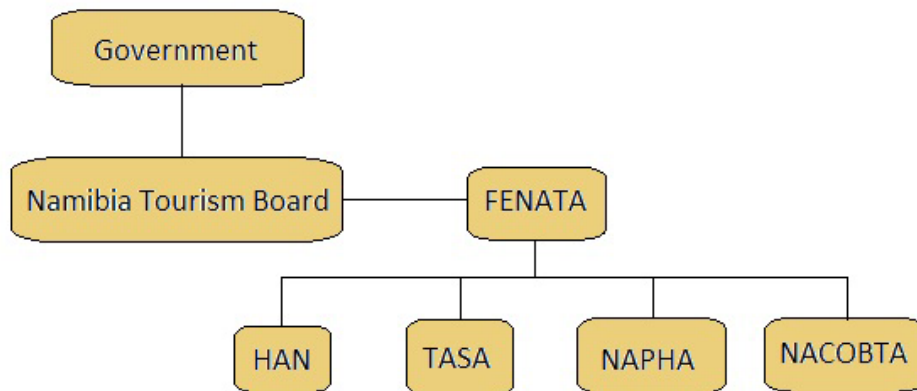 Government
Namibia Tourism Board
FENATA
HAN
TASA
NAPHA
NACOBTA